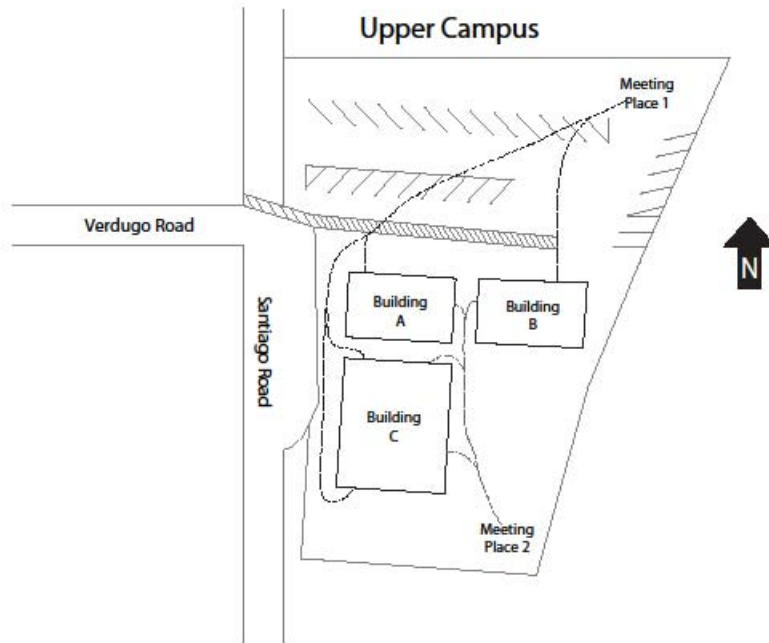 Upper Campus
Meeting
Place 1
Verdugo Road
N
Santiago Road
Building
A
Building
B
Building
C
Meeting
Place 2